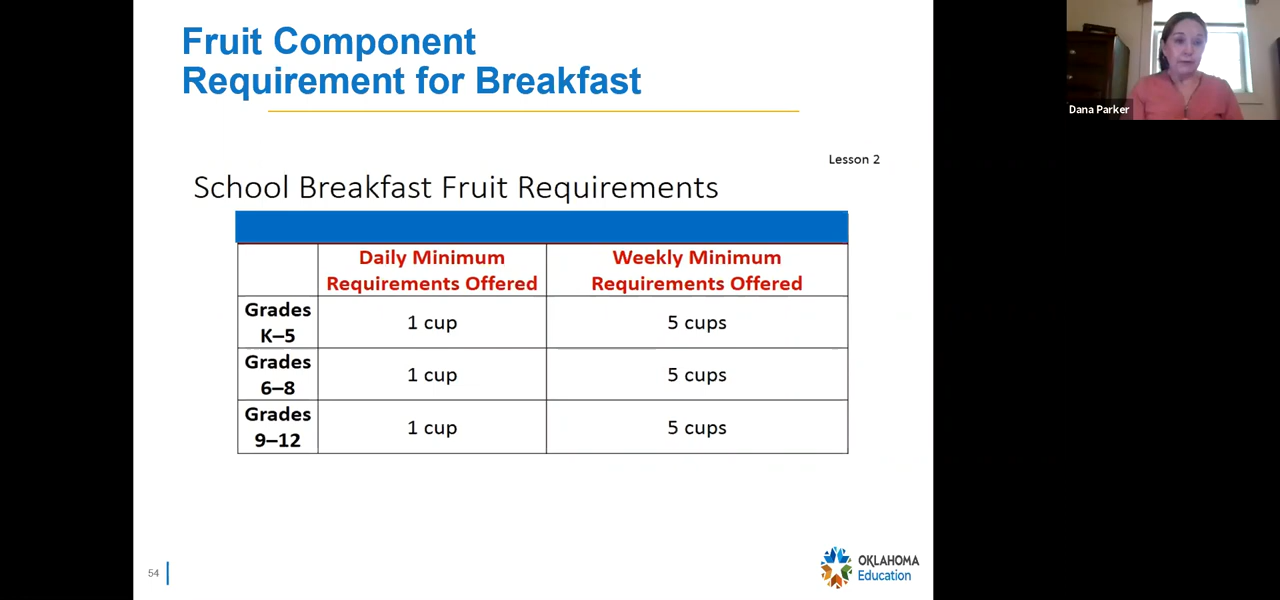 Fruit Component
Requirement for Breakfast
Dana Parker
Lesson 2
School Breakfast Fruit Requirements
Daily Minimum Requirements Offered
Weekly Minimum Requirements Offered
Grades K–5
1 cup
5 cups
Grades 6–8
1 cup
5 cups
Grades 9–12
1 cup
5 cups
54
OKLAHOMA
Education